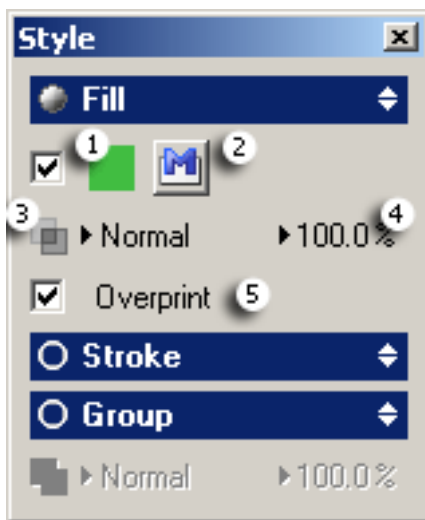 Style
Fill
1
M 2
3 Normal 100.0% 4
Overprint 5
Stroke
Group
Normal 100.0%